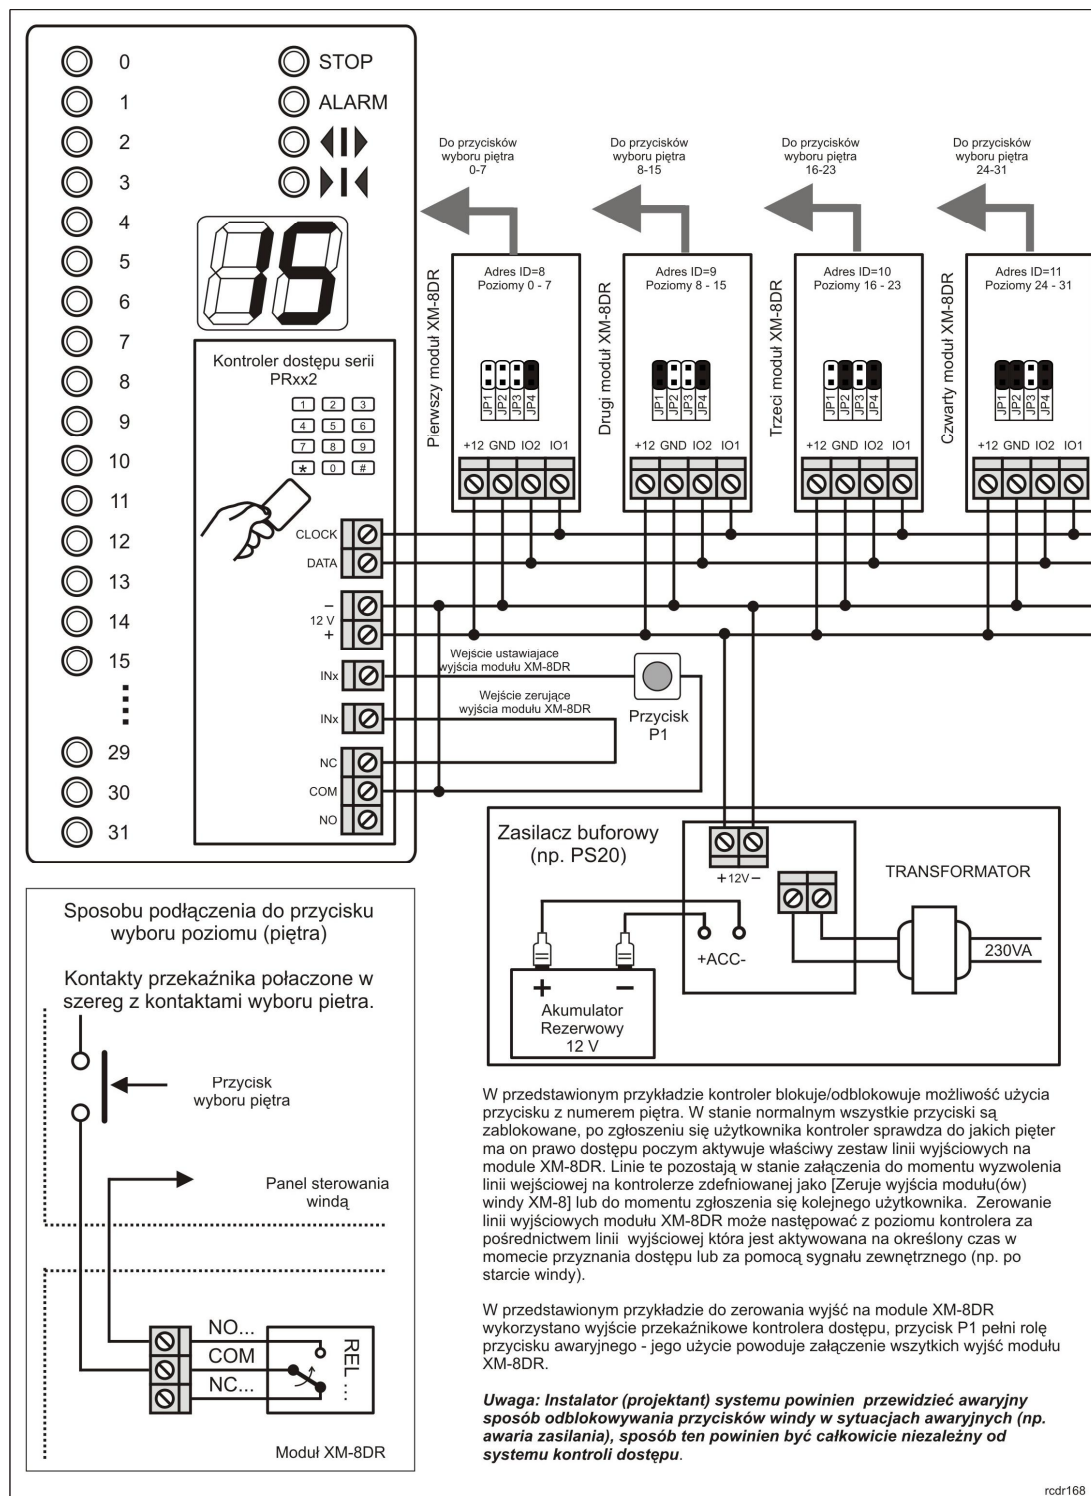 0
1
2
3
4
5
6
7
8
9
10
11
12
13
14
15
29
30
31
STOP
ALARM
15
Kontroler dostępu serii
PRxx2
1 2 3
4 5 6
7 8 9
* 0 #
CLOCK
DATA
–
12 V
+
INx
INx
NC
COM
NO
Do przycisków
wyboru piętra
0-7
Do przycisków
wyboru piętra
8-15
Do przycisków
wyboru piętra
16-23
Do przycisków
wyboru piętra
24-31
Pierwszy moduł XM-8DR
Adres ID=8
Poziomy 0 - 7
JP1 JP2 JP3 JP4
+12 GND IO2 IO1
Drugi moduł XM-8DR
Adres ID=9
Poziomy 8 - 15
JP1 JP2 JP3 JP4
+12 GND IO2 IO1
Trzeci moduł XM-8DR
Adres ID=10
Poziomy 16 - 23
JP1 JP2 JP3 JP4
+12 GND IO2 IO1
Czwarty moduł XM-8DR
Adres ID=11
Poziomy 24 - 31
JP1 JP2 JP3 JP4
+12 GND IO2 IO1
Wejście ustawiajace
wyjścia modułu XM-8DR
Wejście zerujące
wyjścia modułu XM-8DR
Przycisk
P1
Zasilacz buforowy
(np. PS20)
+12V–
+ACC-
TRANSFORMATOR
230VA
+ –
Akumulator
Rezerwowy
12 V
Sposobu podłączenia do przycisku
wyboru poziomu (piętra)
Kontakty przekaźnika połaczone w
szereg z kontaktami wyboru pietra.
Przycisk
wyboru piętra
Panel sterowania
windą
NO...
COM
NC...
REL ....
Moduł XM-8DR
W przedstawionym przykładzie kontroler blokuje/odblokowuje możliwość użycia
przycisku z numerem piętra. W stanie normalnym wszystkie przyciski są
zablokowane, po zgłoszeniu się użytkownika kontroler sprawdza do jakich pięter
ma on prawo dostępu poczym aktywuje właściwy zestaw linii wyjściowych na
module XM-8DR. Linie te pozostają w stanie załączenia do momentu wyzwolenia
linii wejściowej na kontrolerze zdefniowanej jako [Zeruje wyjścia modułu(ów)
windy XM-8] lub do momentu zgłoszenia się kolejnego użytkownika. Zerowanie
linii wyjściowych modułu XM-8DR może następować z poziomu kontrolera za
pośrednictwem linii wyjściowej która jest aktywowana na określony czas w
momecie przyznania dostępu lub za pomocą sygnału zewnętrznego (np. po
starcie windy).
W przedstawionym przykładzie do zerowania wyjść na module XM-8DR
wykorzystano wyjście przekaźnikowe kontrolera dostępu, przycisk P1 pełni rolę
przycisku awaryjnego - jego użycie powoduje załączenie wszytkich wyjść modułu
XM-8DR.
Uwaga: Instalator (projektant) systemu powinien przewidzieć awaryjny
sposób odblokowywania przycisków windy w sytuacjach awaryjnych (np.
awaria zasilania), sposób ten powinien być całkowicie niezależny od
systemu kontroli dostępu.
rcdr168